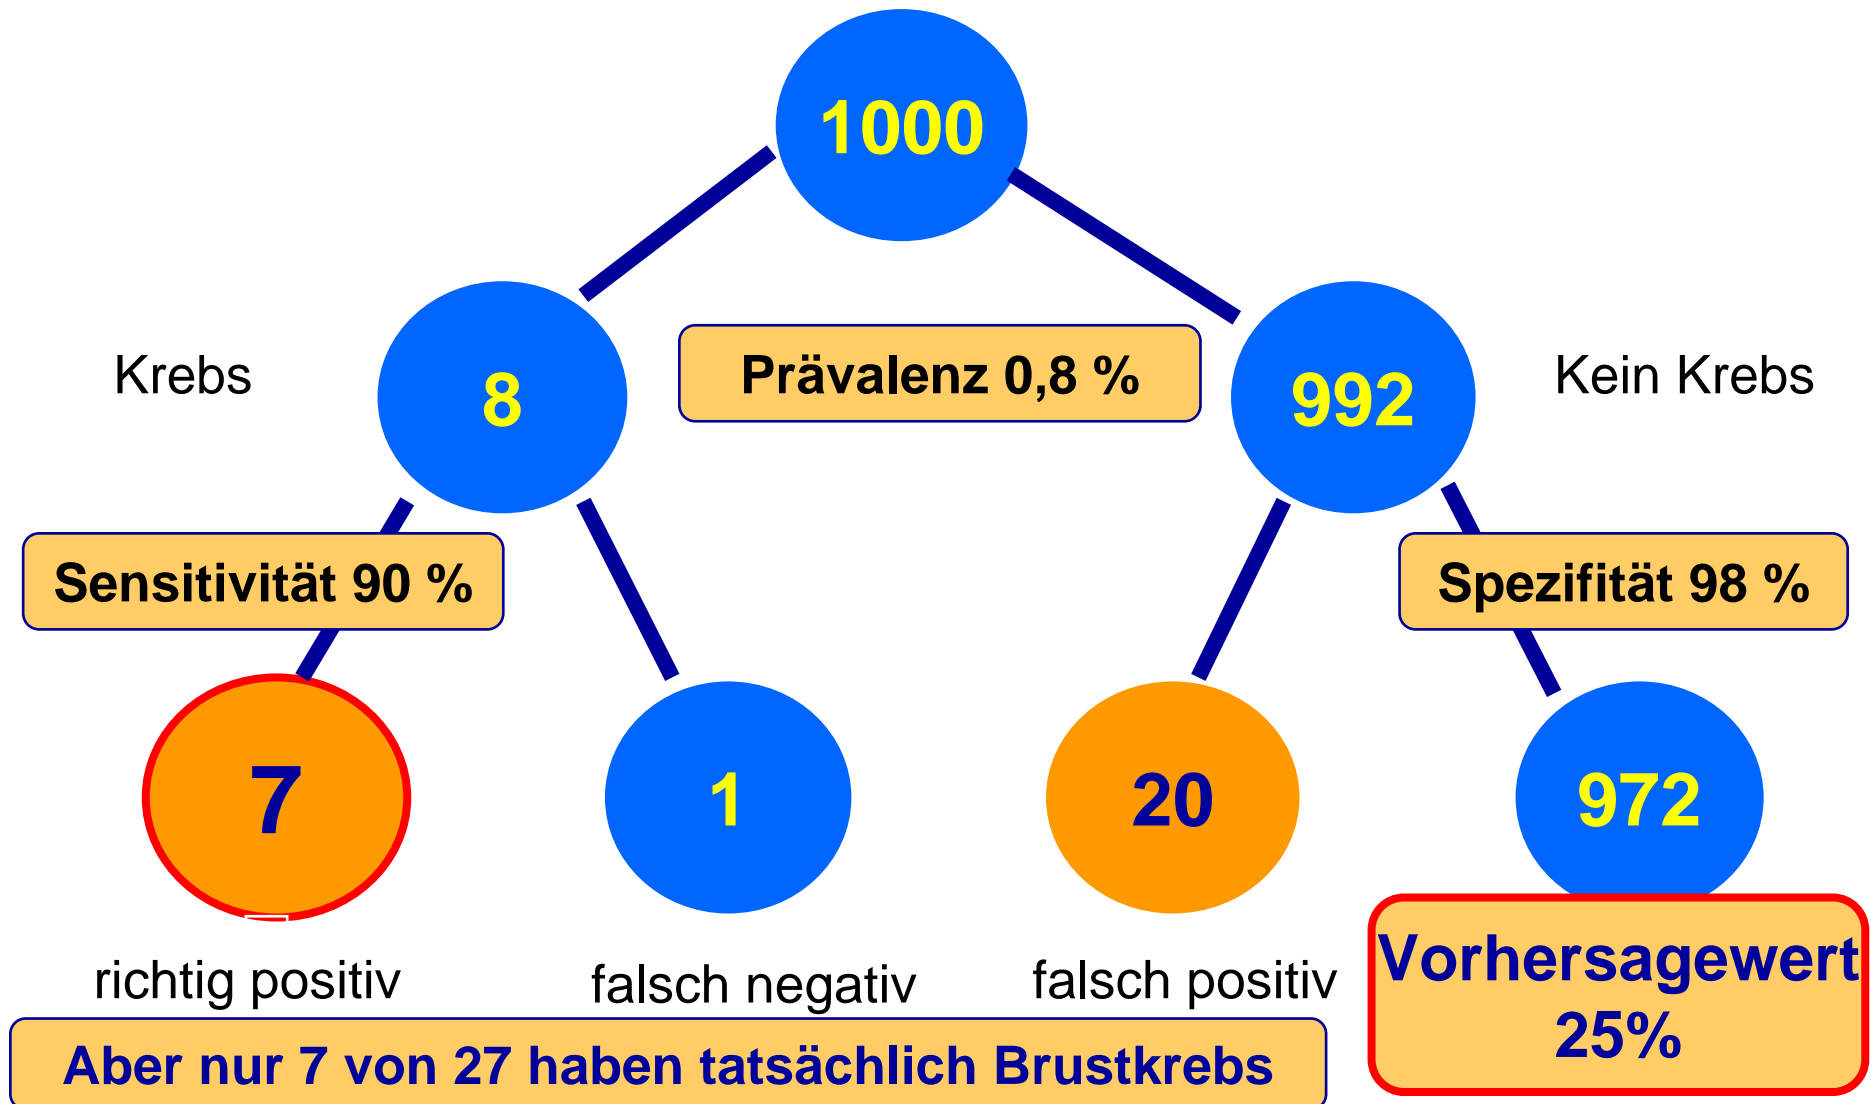 1000
Krebs
8
Prävalenz 0,8 %
992
Kein Krebs
Sensitivität 90 %
Spezifität 98 %
7
1
20
972
richtig positiv
falsch negativ
falsch positiv
Vorhersagewert
25%
Aber nur 7 von 27 haben tatsächlich Brustkrebs